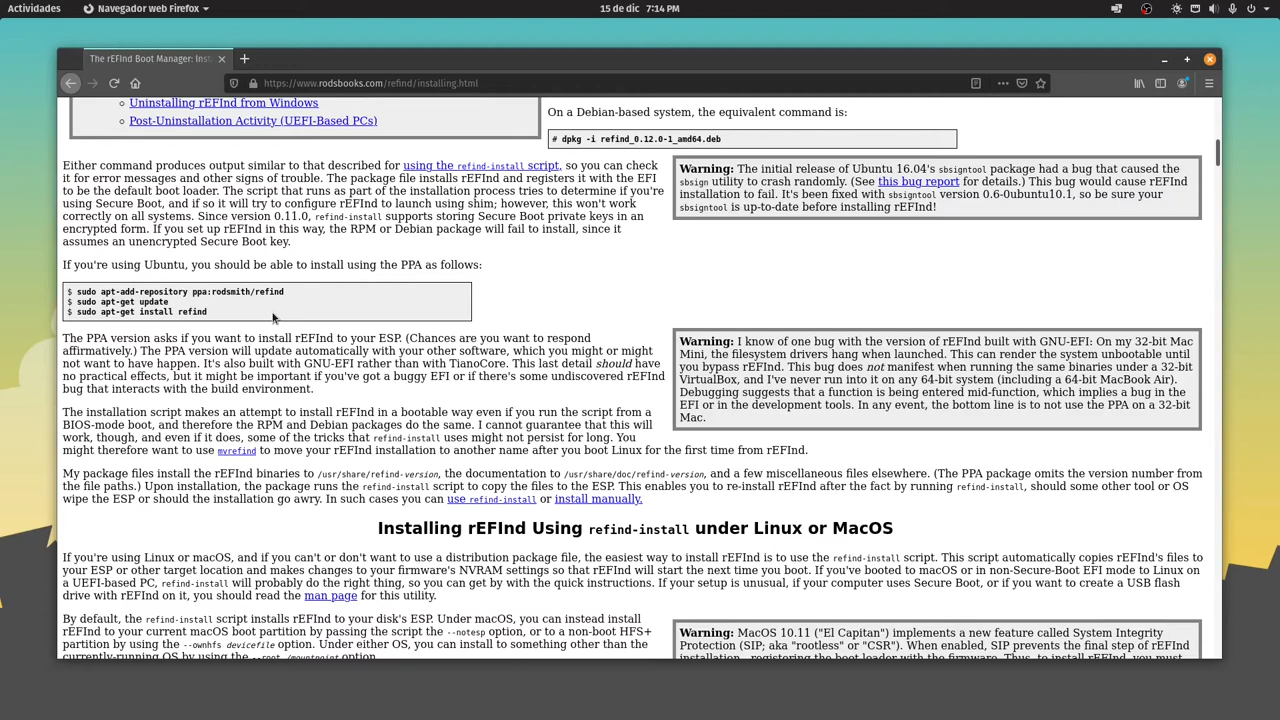 Actividades
Navegador web Firefox
15 de dic 7:14 PM
The rEFInd Boot Manager: Inst
https://www.rodsbooks.com/refind/installing.html
Uninstalling rEFInd from Windows
Post-Uninstallation Activity (UEFI-Based PCs)
On a Debian-based system, the equivalent command is:
# dpkg -i refind_0.12.0-1_amd64.deb
Either command produces output similar to that described for using the refind-install script, so you can check
it for error messages and other signs of trouble. The package file installs rEFInd and registers it with the EFI
to be the default boot loader. The script that runs as part of the installation process tries to determine if you're
using Secure Boot, and if so it will try to configure rEFInd to launch using shim; however, this won't work
correctly on all systems. Since version 0.11.0, refind-install supports storing Secure Boot private keys in an
encrypted form. If you set up rEFInd in this way, the RPM or Debian package will fail to install, since it
assumes an unencrypted Secure Boot key.
Warning: The initial release of Ubuntu 16.04's sbsigntool package had a bug that caused the
sbsign utility to crash randomly. (See this bug report for details.) This bug would cause rEFInd
installation to fail. It's been fixed with sbsigntool version 0.6-0ubuntu10.1, so be sure your
sbsigntool is up-to-date before installing rEFInd!
If you're using Ubuntu, you should be able to install using the PPA as follows:
$ sudo apt-add-repository ppa:rodsmith/refind
$ sudo apt-get update
$ sudo apt-get install refind
The PPA version asks if you want to install rEFInd to your ESP. (Chances are you want to respond
affirmatively.) The PPA version will update automatically with your other software, which you might or might
not want to have happen. It's also built with GNU-EFI rather than with TianoCore. This last detail should have
no practical effects, but it might be important if you've got a buggy EFI or if there's some undiscovered rEFInd
bug that interacts with the build environment.
Warning: I know of one bug with the version of rEFInd built with GNU-EFI: On my 32-bit Mac
Mini, the filesystem drivers hang when launched. This can render the system unbootable until
you bypass rEFInd. This bug does not manifest when running the same binaries under a 32-bit
VirtualBox, and I've never run into it on any 64-bit system (including a 64-bit MacBook Air).
Debugging suggests that a function is being entered mid-function, which implies a bug in the
EFI or in the development tools. In any event, the bottom line is to not use the PPA on a 32-bit
Mac.
The installation script makes an attempt to install rEFInd in a bootable way even if you run the script from a
BIOS-mode boot, and therefore the RPM and Debian packages do the same. I cannot guarantee that this will
work, though, and even if it does, some of the tricks that refind-install uses might not persist for long. You
might therefore want to use mvrefind to move your rEFInd installation to another name after you boot Linux for the first time from rEFInd.
My package files install the rEFInd binaries to /usr/share/refind-version, the documentation to /usr/share/doc/refind-version, and a few miscellaneous files elsewhere. (The PPA package omits the version number from
the file paths.) Upon installation, the package runs the refind-install script to copy the files to the ESP. This enables you to re-install rEFInd after the fact by running refind-install, should some other tool or OS
wipe the ESP or should the installation go awry. In such cases you can use refind-install or install manually.
Installing rEFInd Using refind-install under Linux or MacOS
If you're using Linux or macOS, and if you can't or don't want to use a distribution package file, the easiest way to install rEFInd is to use the refind-install script. This script automatically copies rEFInd's files to
your ESP or other target location and makes changes to your firmware's NVRAM settings so that rEFInd will start the next time you boot. If you've booted to macOS or in non-Secure-Boot EFI mode to Linux on
a UEFI-based PC, refind-install will probably do the right thing, so you can get by with the quick instructions. If your setup is unusual, if your computer uses Secure Boot, or if you want to create a USB flash
drive with rEFInd on it, you should read the man page for this utility.
By default, the refind-install script installs rEFInd to your disk's ESP. Under macOS, you can instead install
rEFInd to your current macOS boot partition by passing the script the --notesp option, or to a non-boot HFS+
partition by using the --ownhfs devicefile option. Under either OS, you can install to something other than the
currently-running OS by using the --root /mountpoint option.
Warning: MacOS 10.11 ("El Capitan") implements a new feature called System Integrity
Protection (SIP; aka "rootless" or "CSR"). When enabled, SIP prevents the final step of rEFInd
installation--registering the boot loader with the firmware. Thus, to install rEFInd, you must